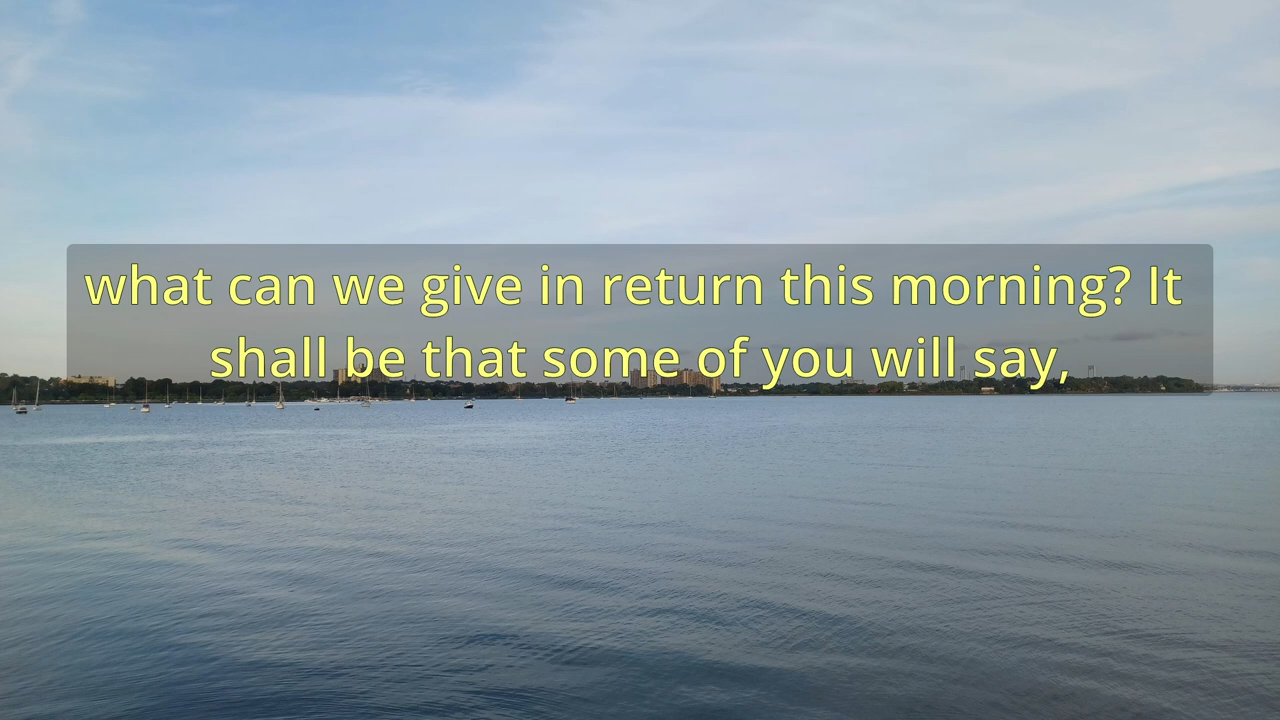 what can we give in return this morning? It
shall be that some of you will say,